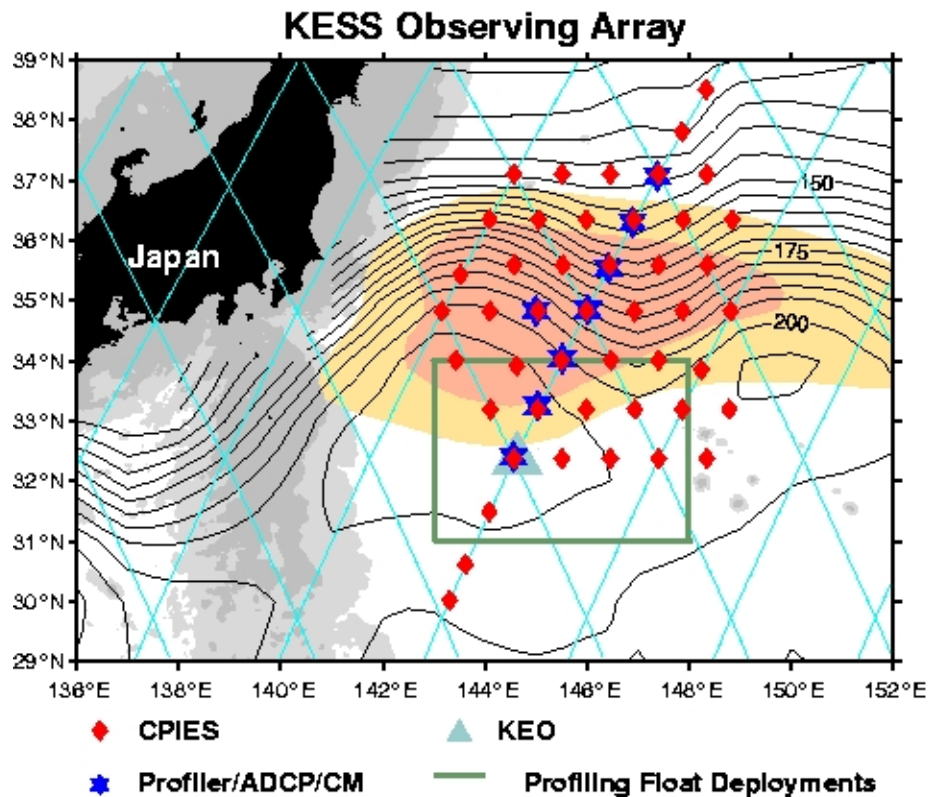 KESS Observing Array
39°N
38°N
37°N
36°N
35°N
34°N
33°N
32°N
31°N
30°N
29°N
150
175
200
Japan
136°E 138°E 140°E 142°E 144°E 146°E 148°E 150°E 152°E
CPIES KEO
Profiler/ADCP/CM Profiling Float Deployments